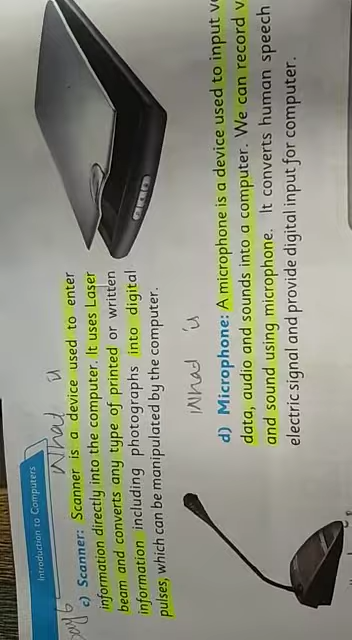 Introduction to Computers
What is
c) Scanner: Scanner is a device used to enter
information directly into the computer. It uses Laser
beam and converts any type of printed or written
information including photographs into digital
pulses, which can be manipulated by the computer.
What is
d) Microphone: A microphone is a device used to input
data, audio and sounds into a computer. We can record
and sound using microphone. It converts human speech
electric signal and provide digital input for computer.